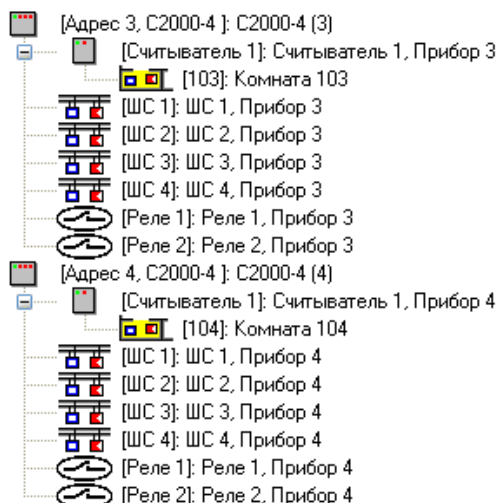 [Адрес 3, С2000-4 ]: С2000-4 (3)
[Считыватель 1]: Считыватель 1, Прибор 3
[103]: Комната 103
[ШС 1]: ШС 1, Прибор 3
[ШС 2]: ШС 2, Прибор 3
[ШС 3]: ШС 3, Прибор 3
[ШС 4]: ШС 4, Прибор 3
[Реле 1]: Реле 1, Прибор 3
[Реле 2]: Реле 2, Прибор 3
[Адрес 4, С2000-4 ]: С2000-4 (4)
[Считыватель 1]: Считыватель 1, Прибор 4
[104]: Комната 104
[ШС 1]: ШС 1, Прибор 4
[ШС 2]: ШС 2, Прибор 4
[ШС 3]: ШС 3, Прибор 4
[ШС 4]: ШС 4, Прибор 4
[Реле 1]: Реле 1, Прибор 4
[Реле 2]: Реле 2, Прибор 4